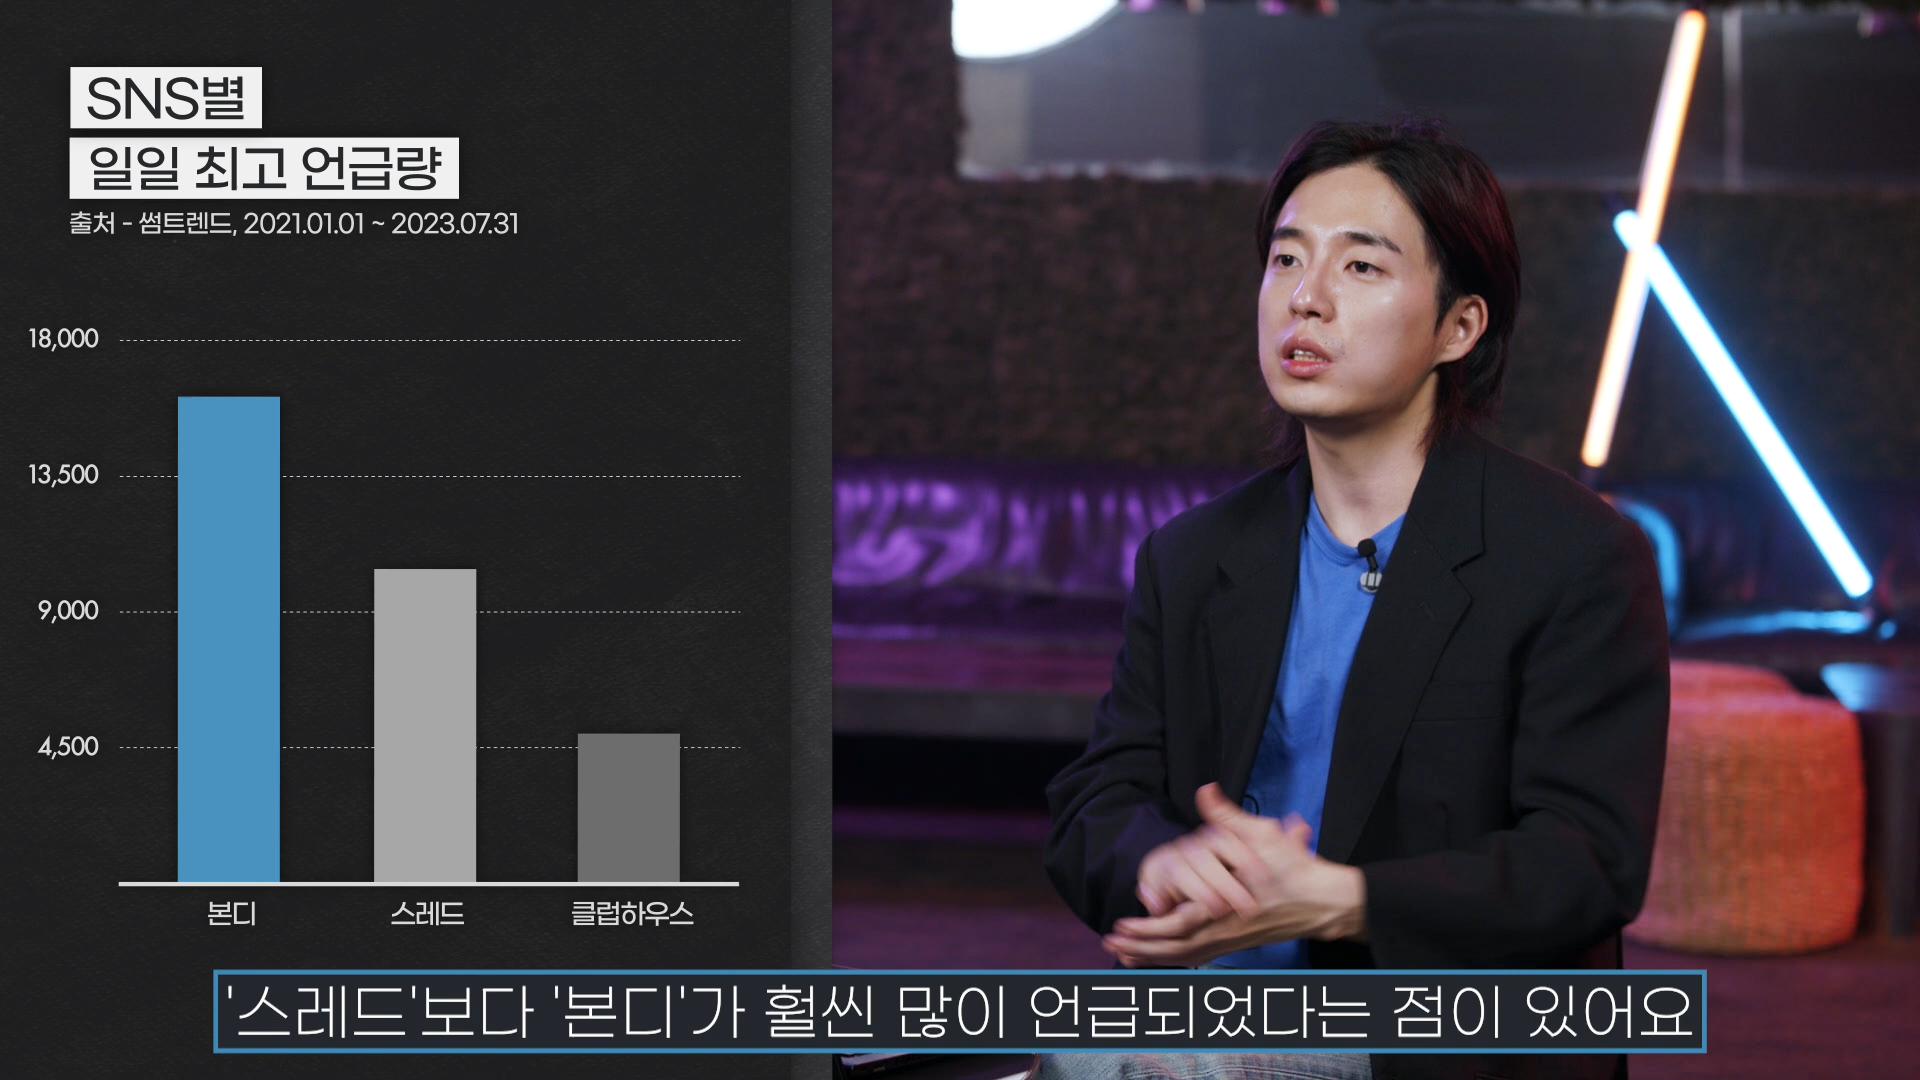 SNS별
일일 최고 언급량
출처 - 썸트렌드, 2021.01.01 ~ 2023.07.31
18,000
13,500
9,000
4,500
본디
스레드
클럽하우스
'스레드'보다 '본디'가 훨씬 많이 언급되었다는 점이 있어요